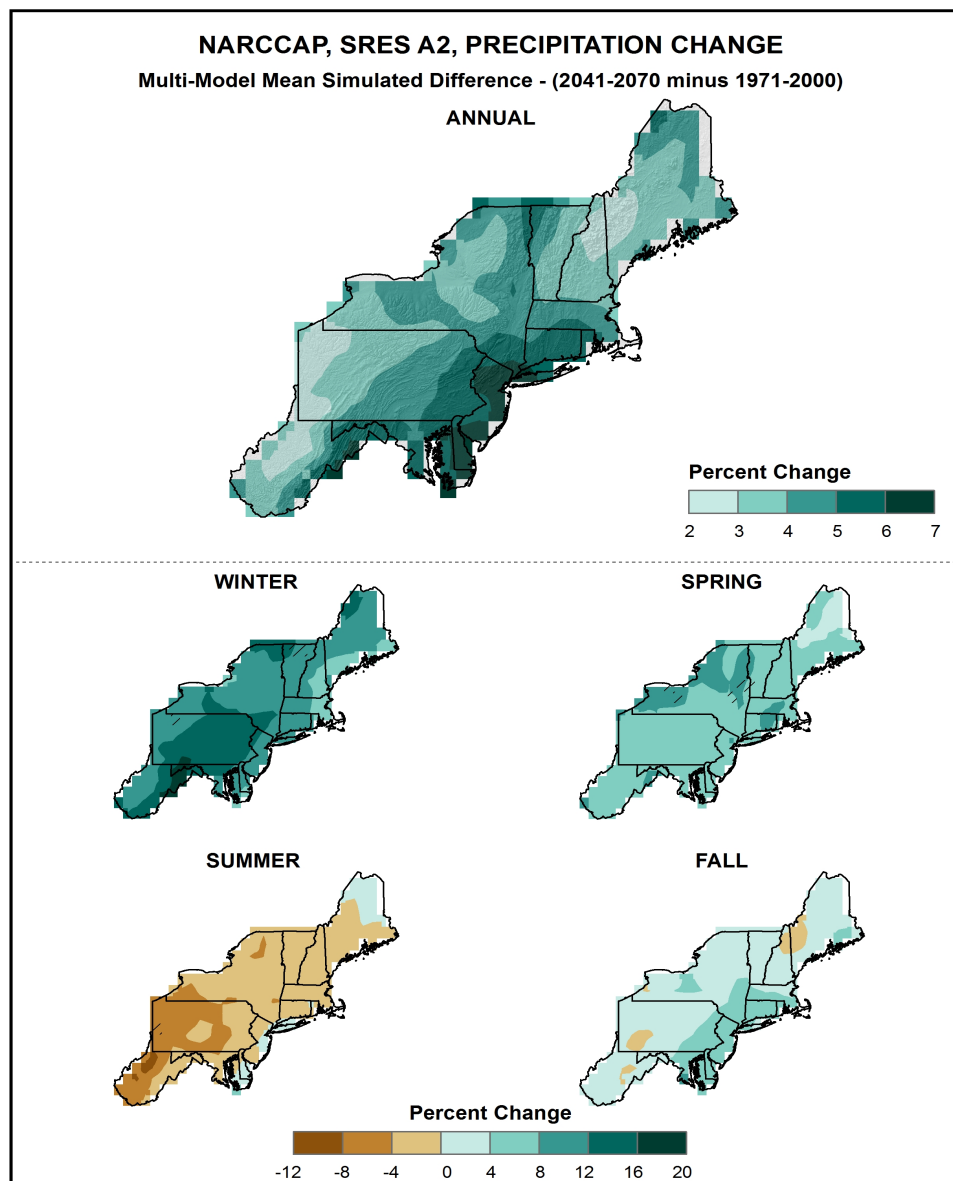 NARCCAP, SRES A2, PRECIPITATION CHANGE
Multi-Model Mean Simulated Difference - (2041-2070 minus 1971-2000)
ANNUAL
Percent Change
2 3 4 5 6 7
WINTER
SPRING
SUMMER
FALL
Percent Change
-12 -8 -4 0 4 8 12 16 20